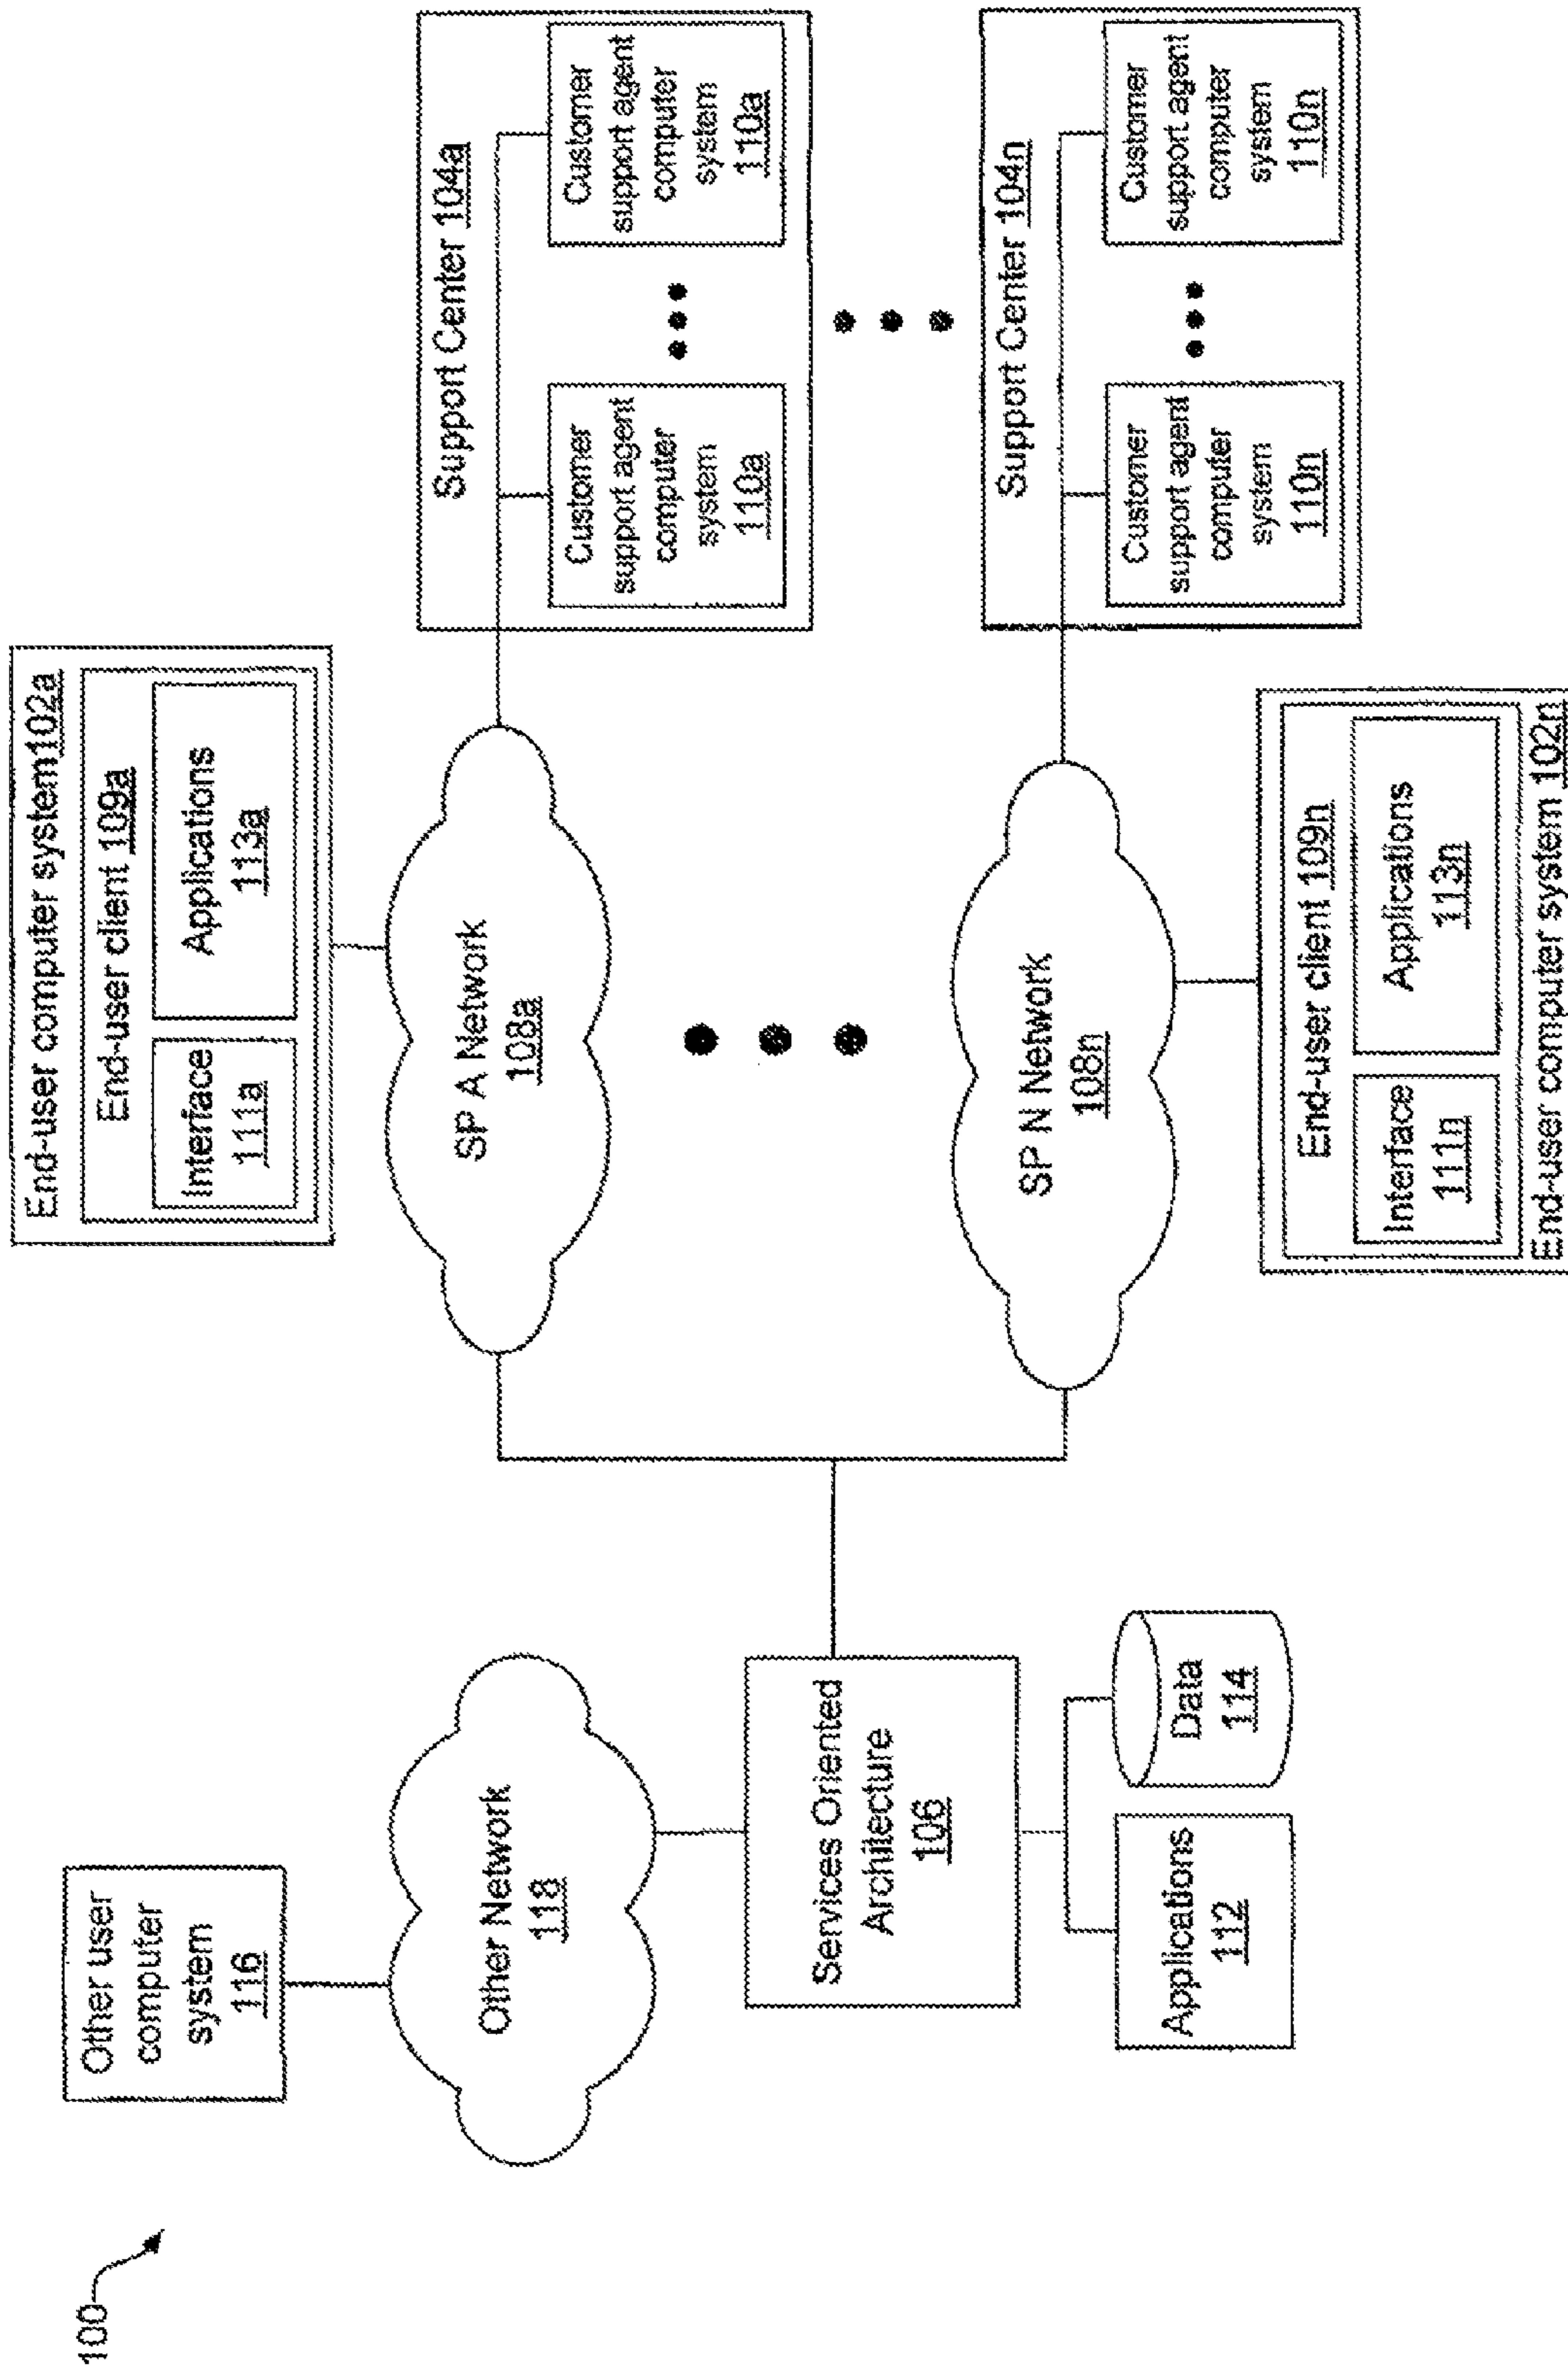 100
Other user
computer
system
116
Other Network
118
Services Oriented
Architecture
106
Applications
112
Data
114
End-user computer system102a
End-user client 109a
Interface
111a
Applications
113a
SP A Network
108a
SP N Network
108n
End-user client 109n
Interface
111n
Applications
113n
End-user computer system 102n
Support Center 104a
Customer
support agent
computer
system
110a
Customer
support agent
computer
system
110a
Support Center 104n
Customer
support agent
computer
system
110n
Customer
support agent
computer
system
110n